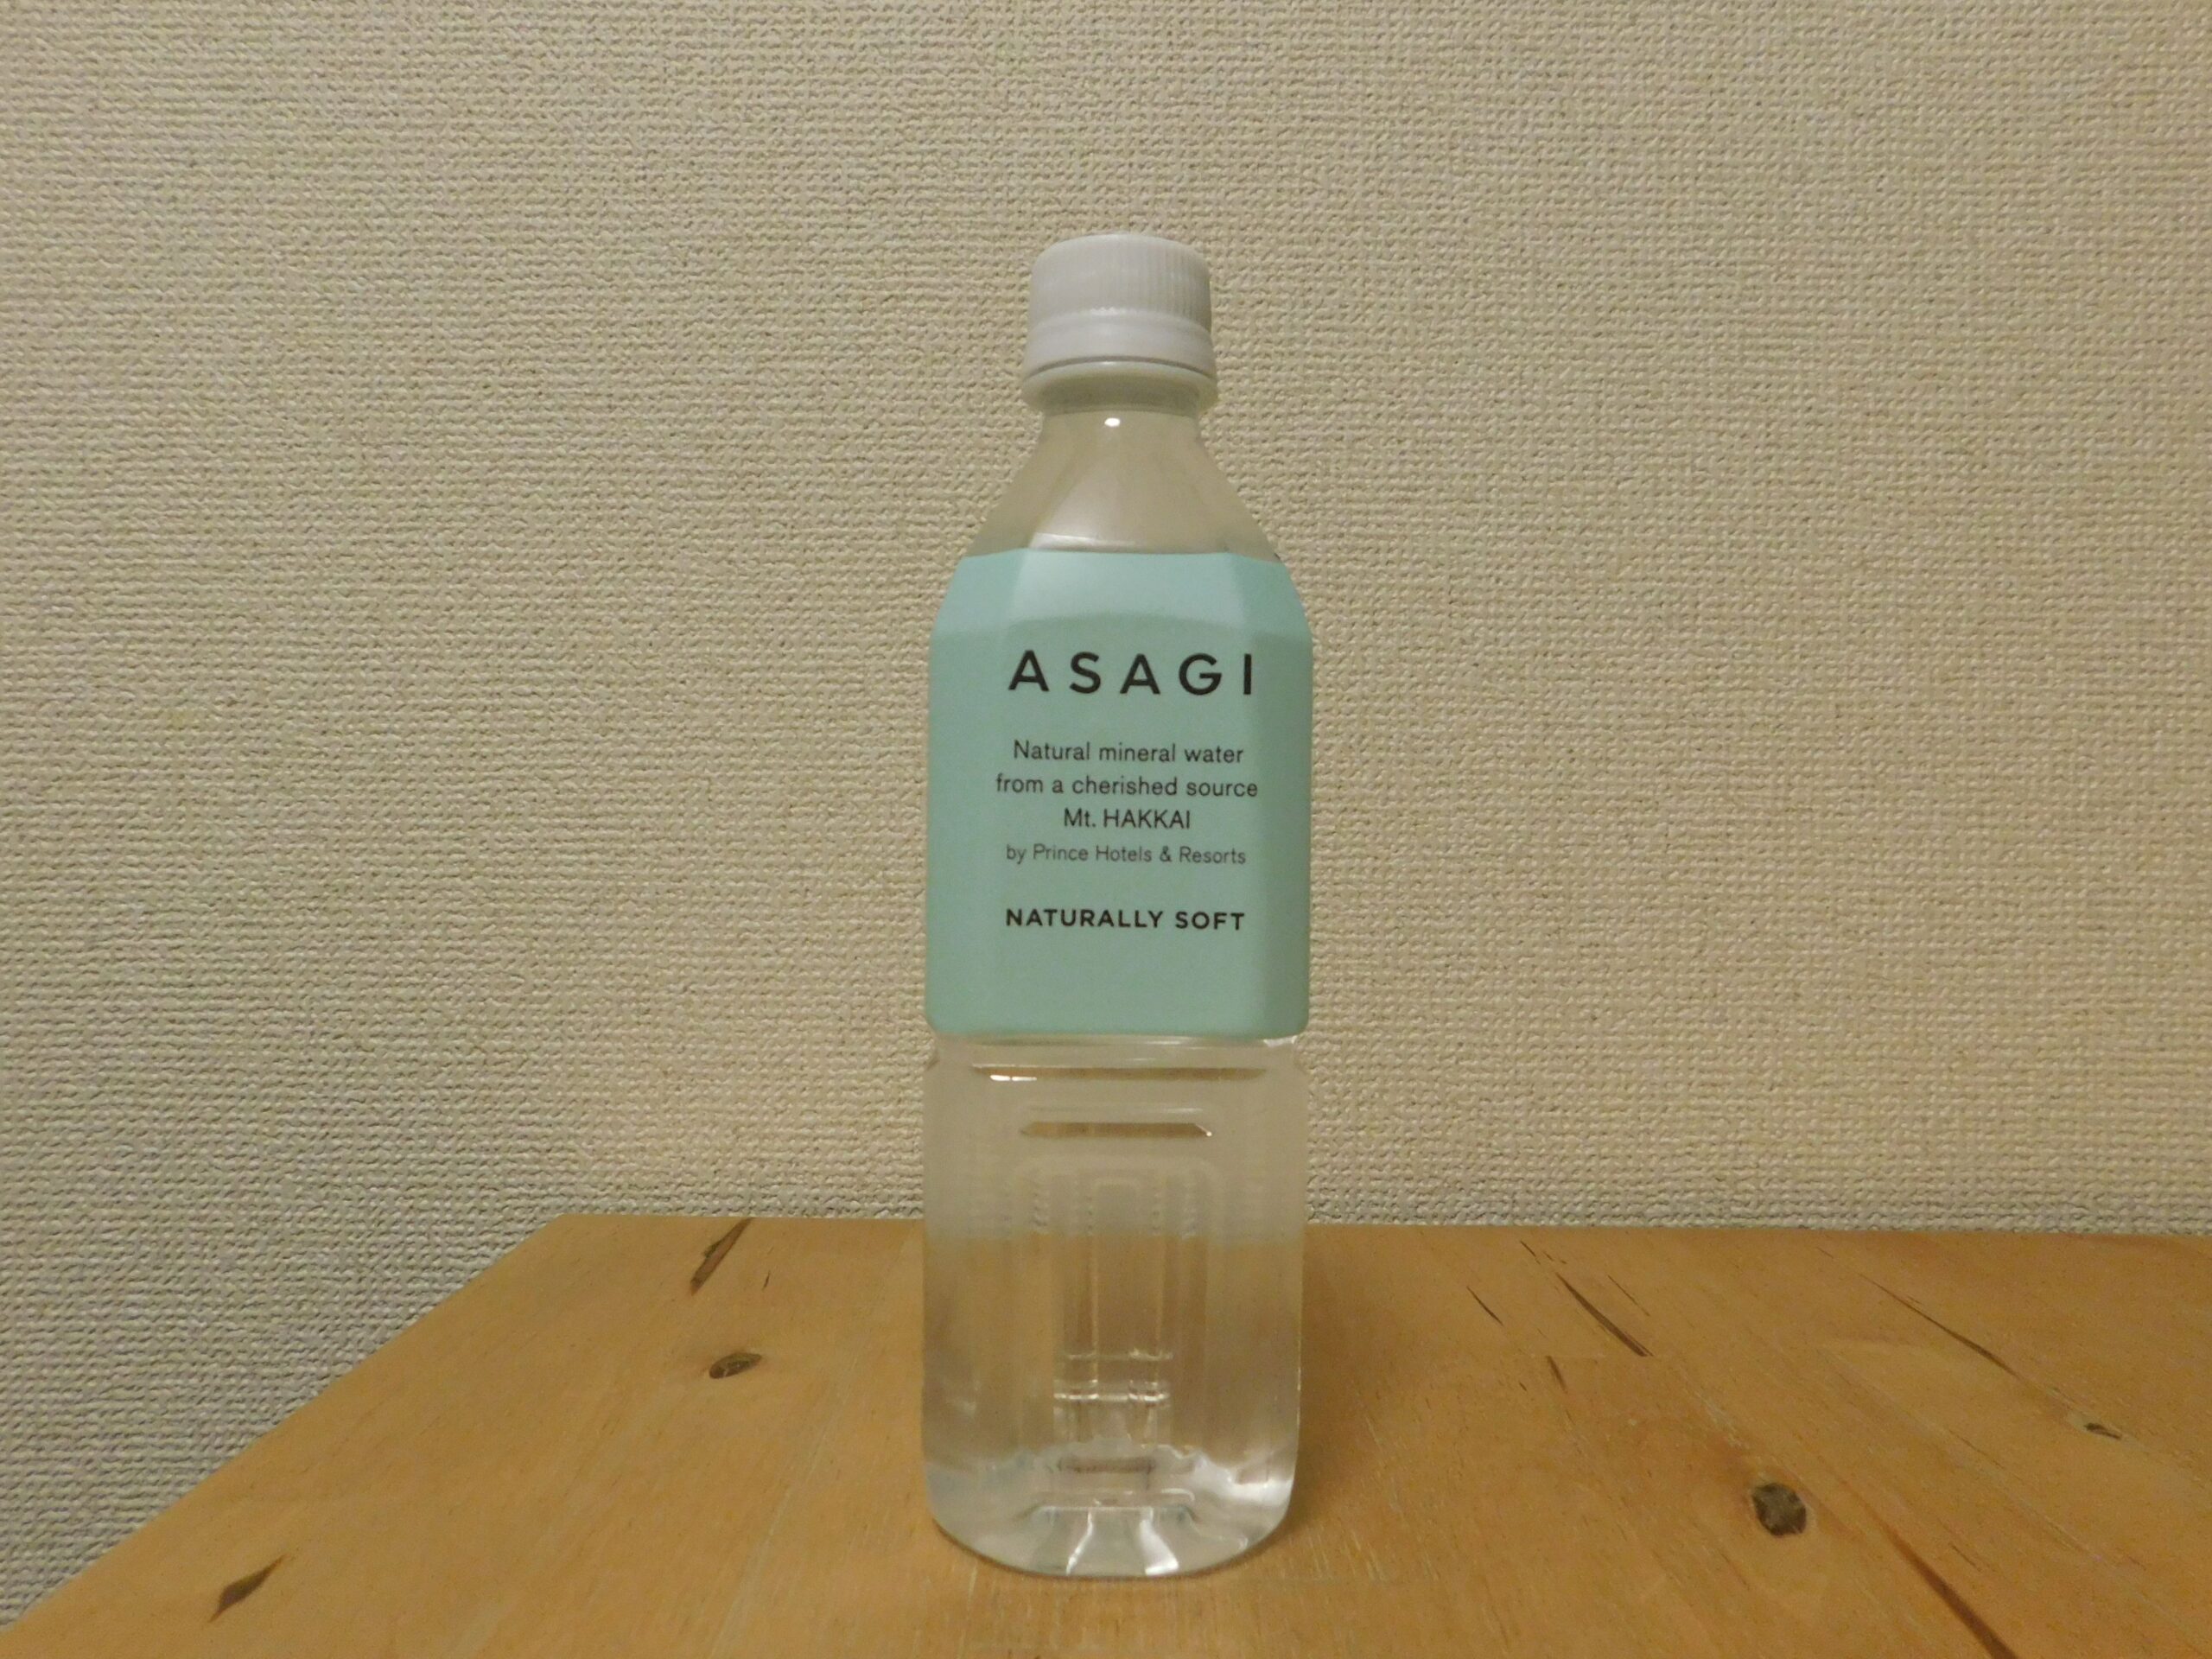 ASAGI
Natural mineral water
from a cherished source
Mt. HAKKAI
by Prince Hotels & Resorts
NATURALLY SOFT